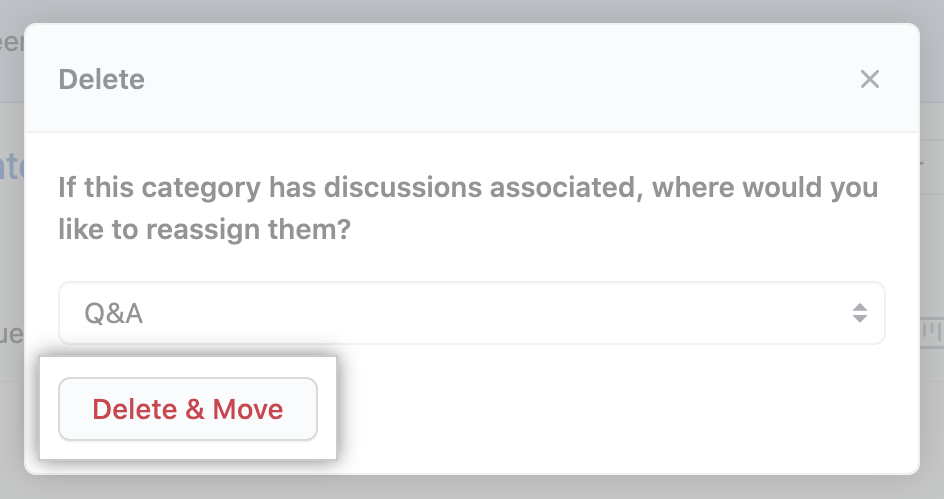 Delete
If this category has discussions associated, where would you
like to reassign them?
Q&A
Delete & Move